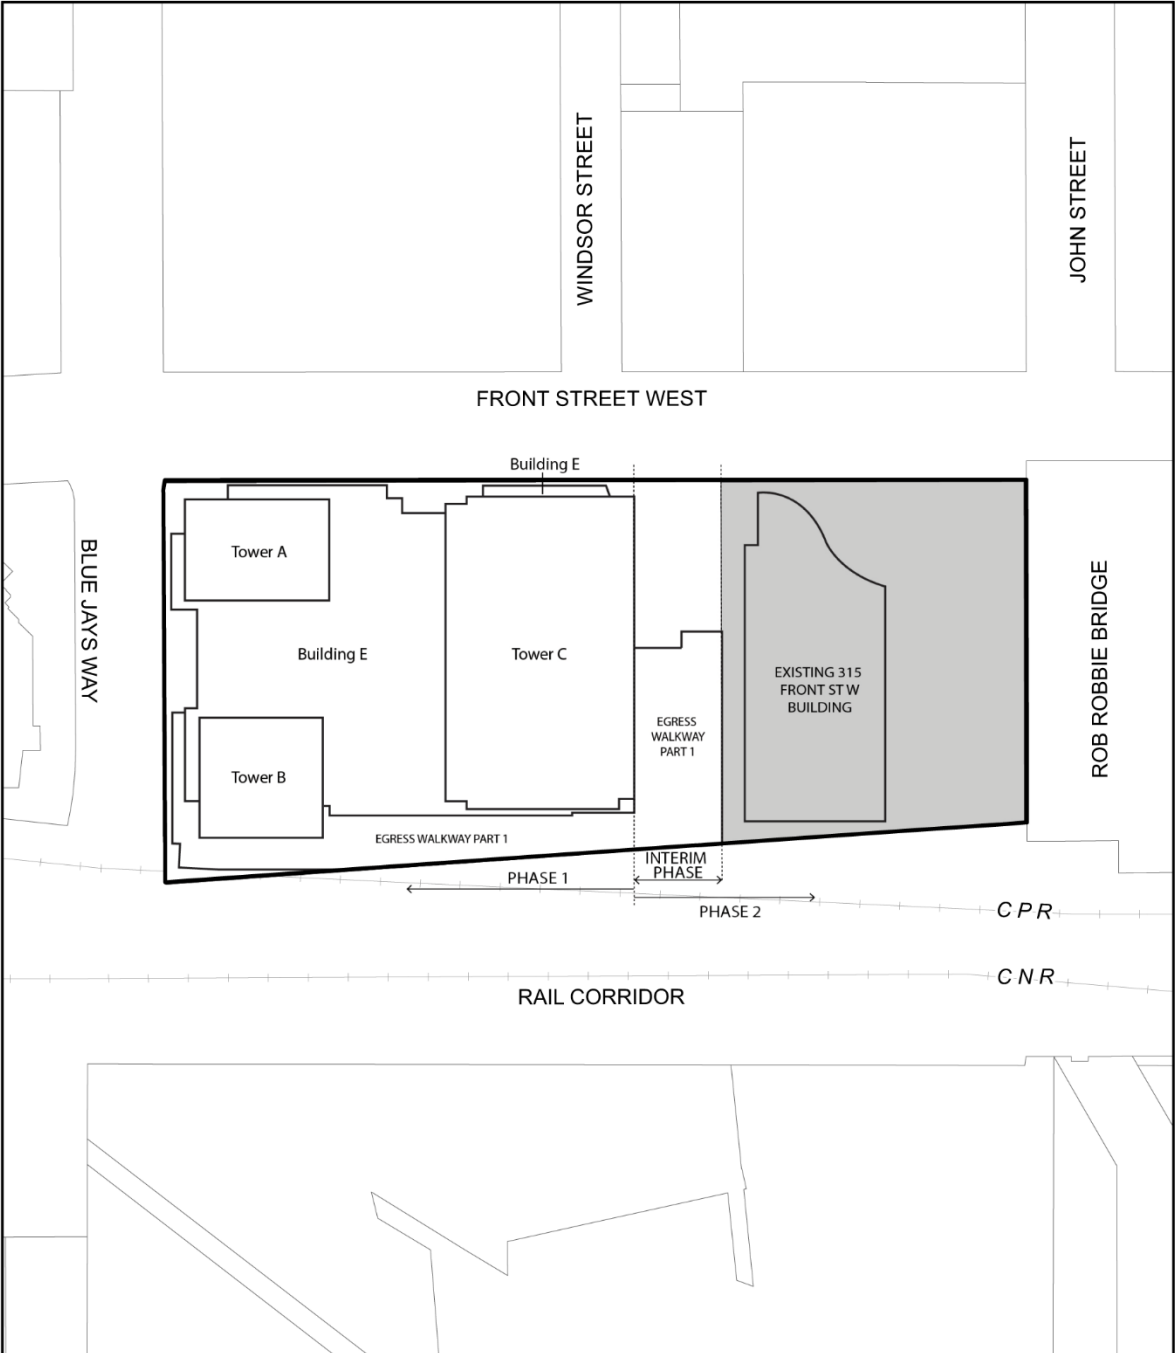 WINDSOR STREET
JOHN STREET
FRONT STREET WEST
Building E
Tower A
BLUE JAYS WAY
Building E
Tower C
ROB ROBBIE BRIDGE
EXISTING 315
FRONT ST W
BUILDING
EGRESS
WALKWAY
PART 1
Tower B
EGRESS WALKWAY PART 1
INTERIM
PHASE
PHASE 1
PHASE 2
CPR
CNR
RAIL CORRIDOR